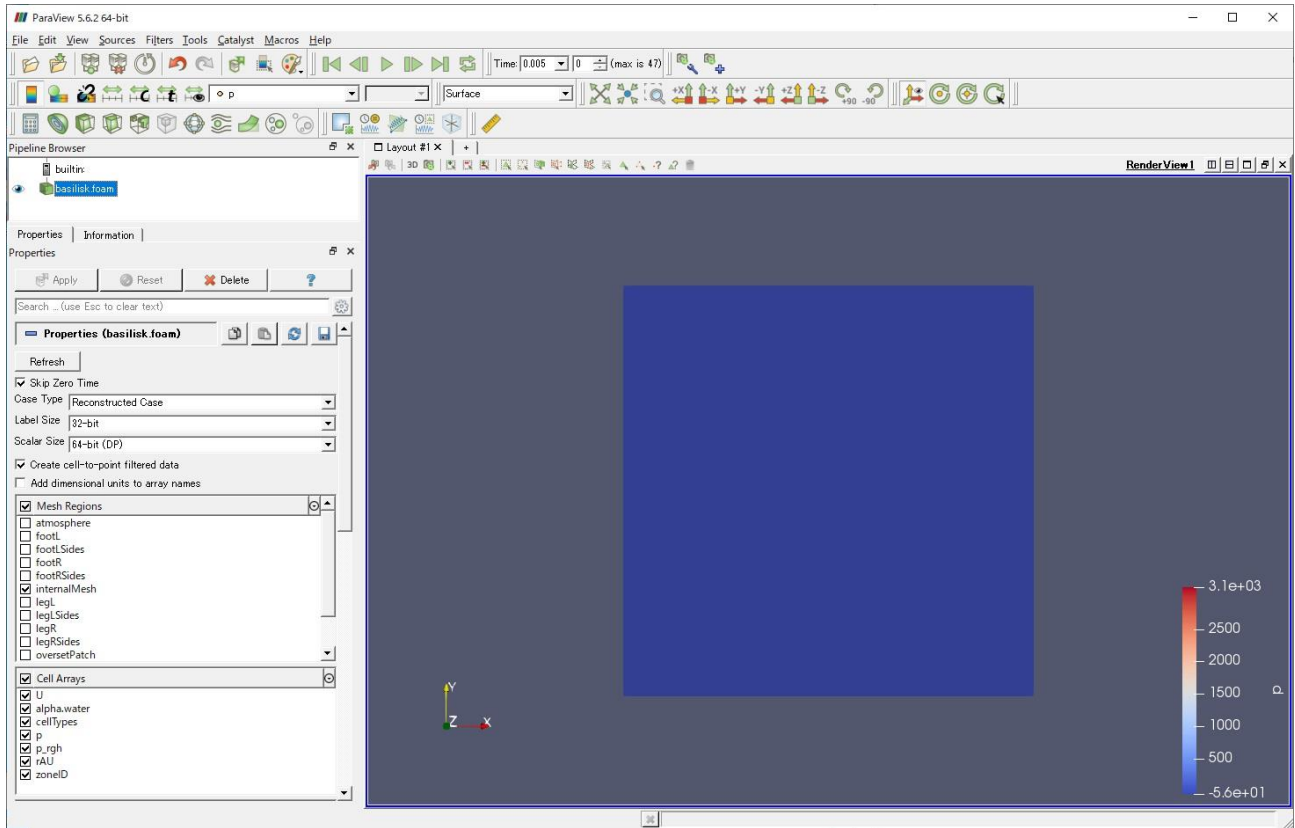 ParaView 5.6.2 64-bit
File Edit View Sources Filters Tools Catalyst Macros Help
Time: 0.005 0 (max is 47)
p Surface +X -X +Y -Y +Z -Z +90 -90
Pipeline Browser
Layout #1 × +
3D
RenderView1
builtin:
basilisk.foam
Properties Information
Properties
Apply Reset Delete ?
Search ... (use Esc to clear text)
Properties (basilisk.foam)
Refresh
Skip Zero Time
Case Type Reconstructed Case
Label Size 32-bit
Scalar Size 64-bit (DP)
Create cell-to-point filtered data
Add dimensional units to array names
Mesh Regions
atmosphere
footL
footLSides
footR
footRSides
internalMesh
legL
legLSides
legR
legRSides
oversetPatch
Cell Arrays
U
alpha.water
cellTypes
p
p_rgh
rAU
zoneID
Y
Z X
3.1e+03
2500
2000
1500
p
1000
500
-5.6e+01